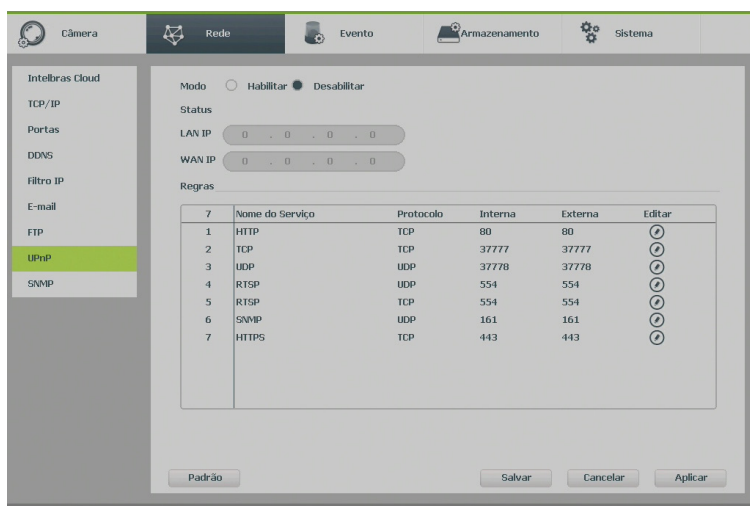 Câmera Rede Evento Armazenamento Sistema
Intelbras Cloud
TCP/IP
Portas
DDNS
Filtro IP
E-mail
FTP
UPnP
SNMP
Modo Habilitar Desabilitar
Status
LAN IP 0 . 0 . 0 . 0
WAN IP 0 . 0 . 0 . 0
Regras
7 Nome do Serviço Protocolo Interna Externa Editar
1 HTTP TCP 80 80
2 TCP TCP 37777 37777
3 UDP UDP 37778 37778
4 RTSP UDP 554 554
5 RTSP TCP 554 554
6 SNMP UDP 161 161
7 HTTPS TCP 443 443
Padrão Salvar Cancelar Aplicar